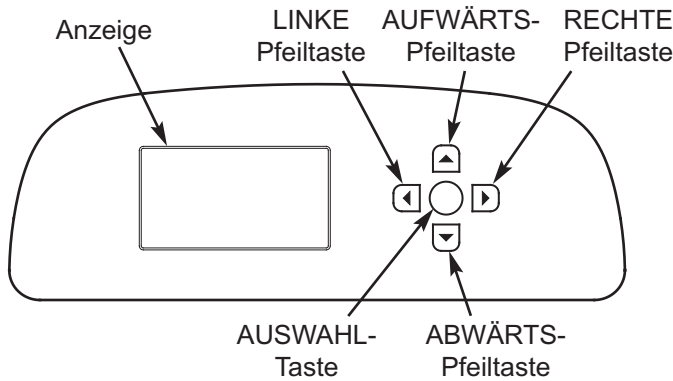 Anzeige
LINKE
Pfeiltaste
AUFWÄRTS-
Pfeiltaste
RECHTE
Pfeiltaste
AUSWAHL-
Taste
ABWÄRTS-
Pfeiltaste